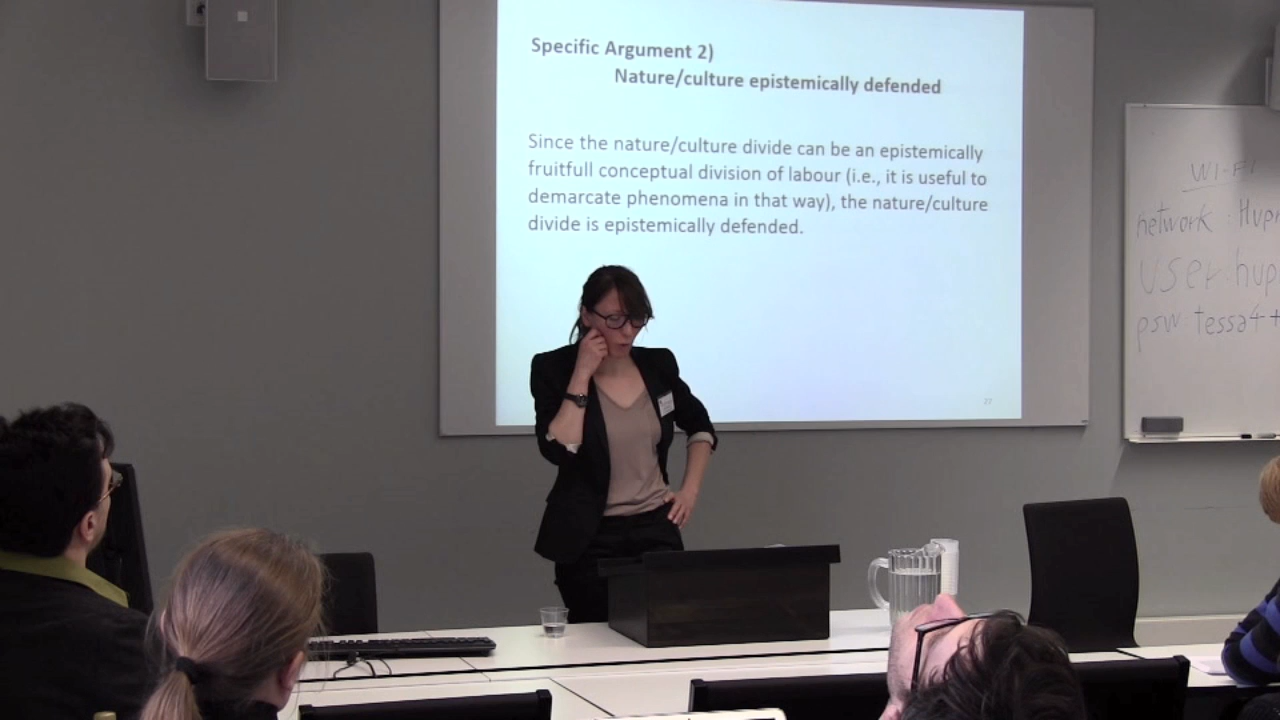 Specific Argument 2)
Nature/culture epistemically defended
Since the nature/culture divide can be an epistemically
fruitfull conceptual division of labour (i.e., it is useful to
demarcate phenomena in that way), the nature/culture
divide is epistemically defended.
27
WI-FI
network : Hupr
user: hup
psw: tessa4+